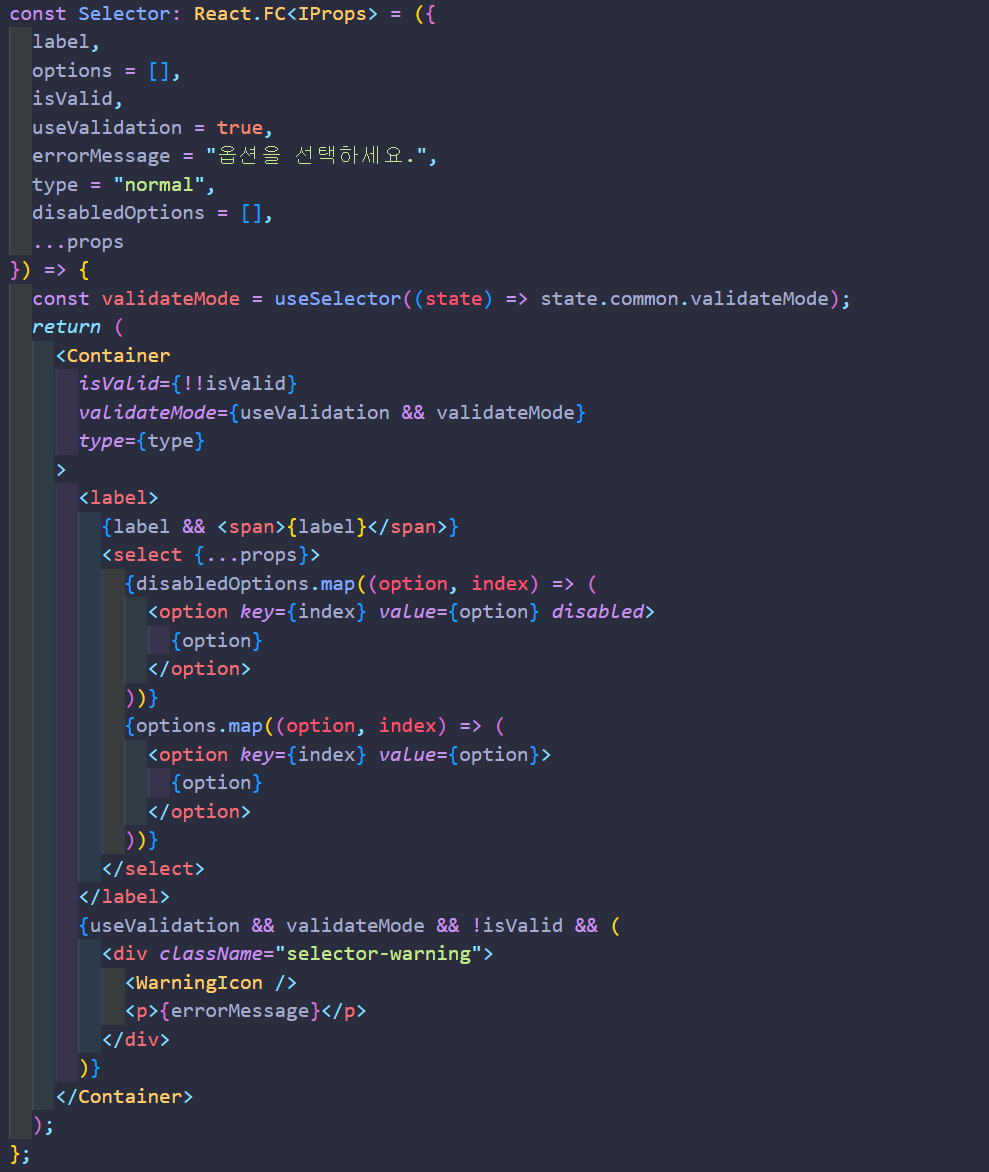 const Selector: React.FC<IProps> = ({
  label,
  options = [],
  isValid,
  useValidation = true,
  errorMessage = "옵션을 선택하세요.",
  type = "normal",
  disabledOptions = [],
  ...props
}) => {
  const validateMode = useSelector((state) => state.common.validateMode);
  return (
    <Container
      isValid={!!isValid}
      validateMode={useValidation && validateMode}
      type={type}
    >
      <label>
        {label && <span>{label}</span>}
        <select {...props}>
          {disabledOptions.map((option, index) => (
            <option key={index} value={option} disabled>
              {option}
            </option>
          ))}
          {options.map((option, index) => (
            <option key={index} value={option}>
              {option}
            </option>
          ))}
        </select>
      </label>
      {useValidation && validateMode && !isValid && (
        <div className="selector-warning">
          <WarningIcon />
          <p>{errorMessage}</p>
        </div>
      )}
    </Container>
  );
};